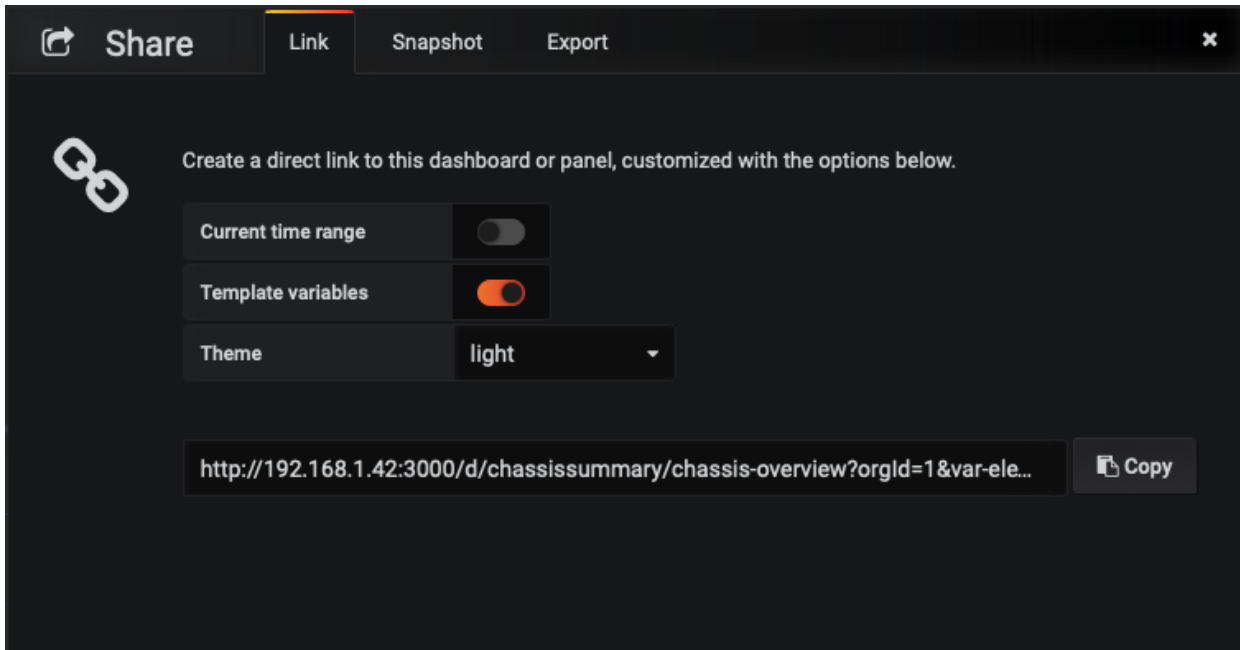 Share Link Snapshot Export
Create a direct link to this dashboard or panel, customized with the options below.
Current time range
Template variables
Theme light
http://192.168.1.42:3000/d/chassissummary/chassis-overview?orgId=1&var-ele... Copy